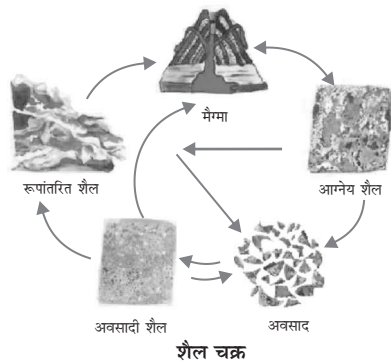 मैग्मा
रूपांतरित शैल
आग्नेय शैल
अवसादी शैल
अवसाद
शैल चक्र